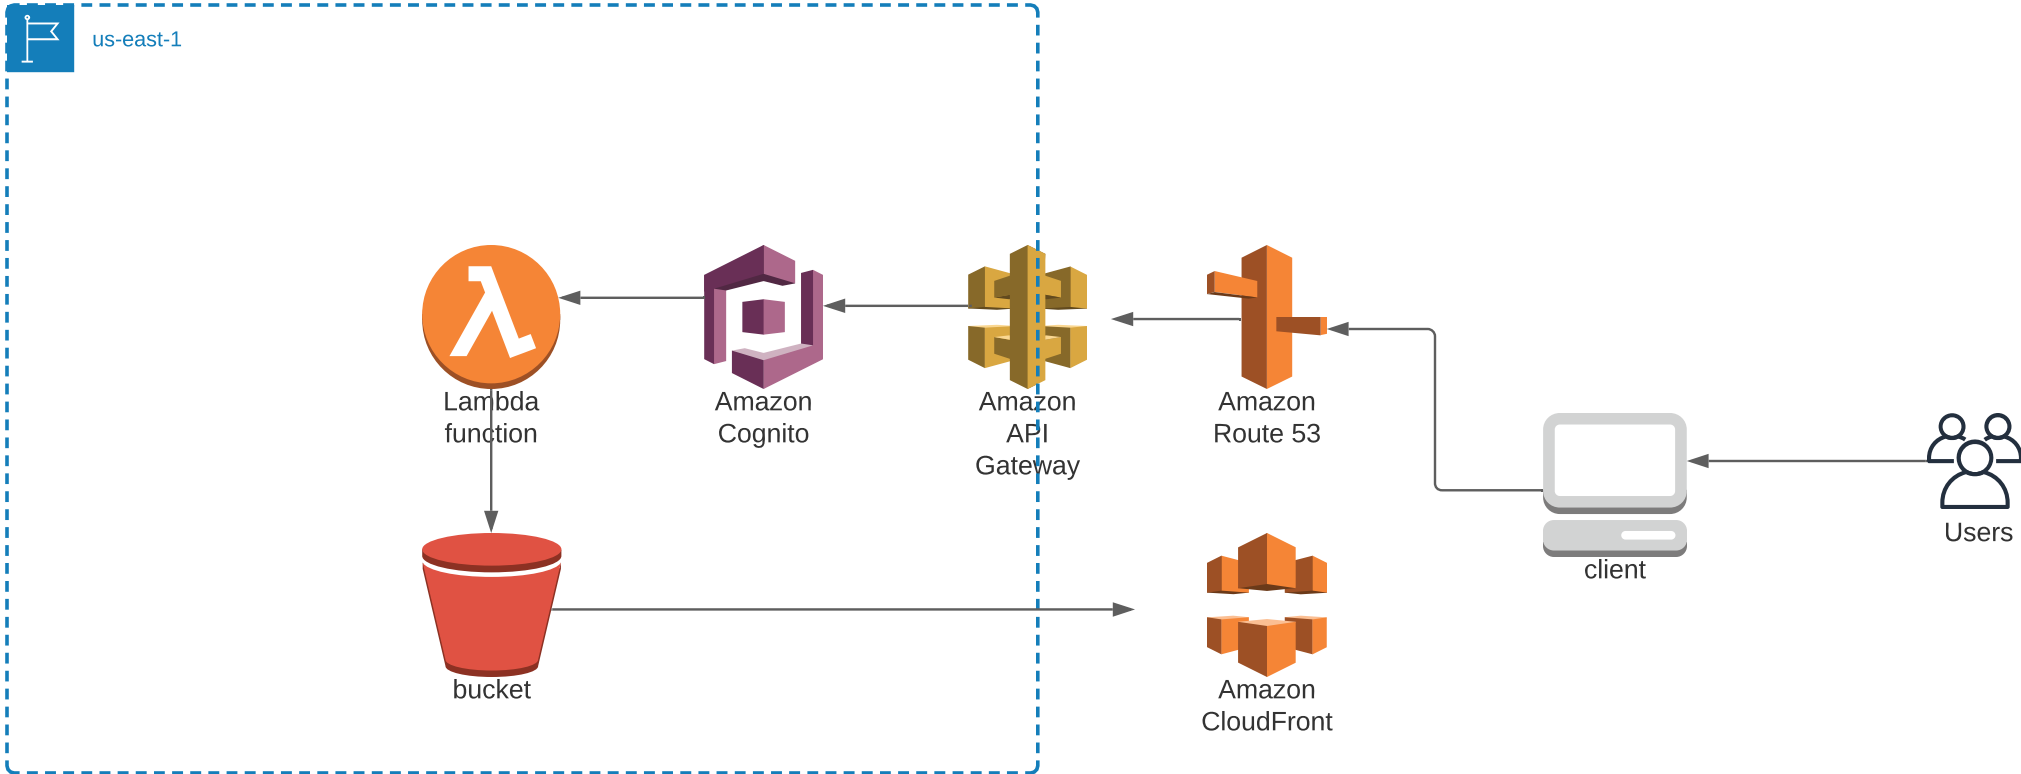 us-east-1
Lambda
function
Amazon
Cognito
Amazon
API
Gateway
Amazon
Route 53
Users
client
bucket
Amazon
CloudFront